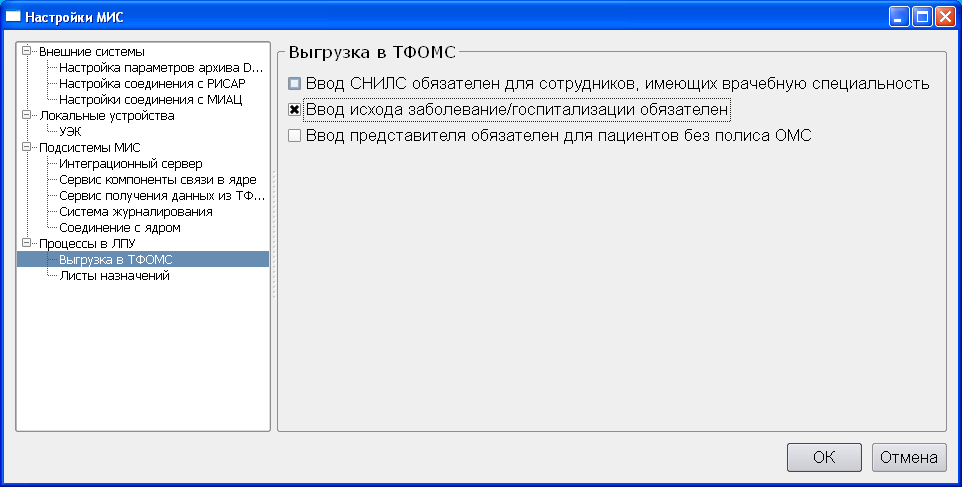 Настройки МИС
Внешние системы
Настройка параметров архива D...
Настройка соединения с РИСАР
Настройки соединения с МИАЦ
Локальные устройства
УЭК
Подсистемы МИС
Интеграционный сервер
Сервис компоненты связи в ядре
Сервис получения данных из ТФ...
Система журналирования
Соединение с ядром
Процессы в ЛПУ
Выгрузка в ТФОМС
Листы назначений
Выгрузка в ТФОМС
Ввод СНИЛС обязателен для сотрудников, имеющих врачебную специальность
Ввод исхода заболевание/госпитализации обязателен
Ввод представителя обязателен для пациентов без полиса ОМС
ОК
Отмена